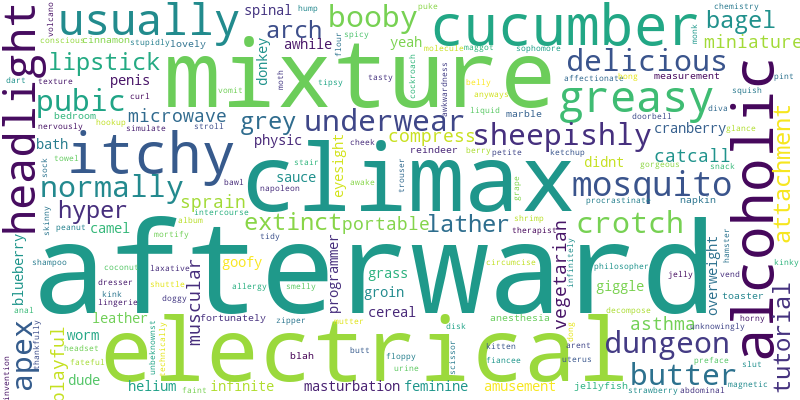 afterward
climax
electrical
mixture
alcoholic
itchy
cucumber
headlight
usually
greasy
mosquito
sheepishly
underwear
delicious
crotch
dungeon
butter
booby
normally
extinct
apex
pubic
lipstick
hyper
grey
arch
bagel
lather
portable
compress
catcall
attachment
tutorial
asthma
vegetarian
muscular
playful
microwave
miniature
penis
spinal
donkey
awhile
yeah
physic
sauce
sprain
eyesight
didnt
cranberry
reindeer
marble
measurement
affectionate
bath
bedroom
camel
blueberry
leather
worm
dude
helium
infinite
masturbation
feminine
amusement
jellyfish
goofy
programmer
grass
groin
cereal
giggle
overweight
toaster
anesthesia
unfortunately
blah
butt
floppy
urine
disk
scissor
kitten
fiancee
uterus
arent
strawberry
abdominal
magnetic
slut
horny
preface
unknowingly
decompose
philosopher
infinitely
circumcise
therapist
shrimp
grape
jelly
vend
hamster
kinky
napkin
procrastinate
gorgeous
snack
glance
doorbell
diva
squish
pint
chemistry
monk
sophomore
maggot
molecule
spicy
flour
puke
hump
volcano
conscious
cinnamon
stupidly
lovely
dart
texture
curl
vomit
moth
tipsy
tasty
cockroach
awkwardness
belly
anyways
liquid
nervously
hookup
simulate
stroll
towel
sock
skinny
peanut
shampoo
coconut
laxative
dresser
shuttle
kink
doggy
lingerie
anal
thankfully
headset
fateful
unbeknownst
technically
invention
faint
zipper
allergy
smelly
tidy
mortify
album
intercourse
napoleon
bawl
awake
stair
cheek
trouser
berry
petite
ketchup